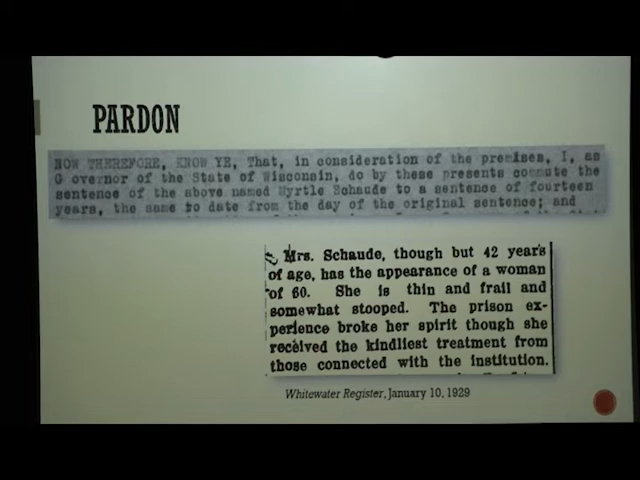 PARDON
NOW THEREFORE, KNOW YE, That, in consideration of the premises, I, as
G overnor of the State of Wisconsin, do by these presents commute the
sentence of the above named Myrtle Schaude to a sentence of fourteen
years, the same to date from the day of the original sentence; and
Mrs. Schaude, though but 42 years
of age, has the appearance of a woman
of 60. She is thin and frail and
somewhat stooped. The prison ex-
perience broke her spirit though she
received the kindliest treatment from
those connected with the institution.
Whitewater Register, January 10, 1929